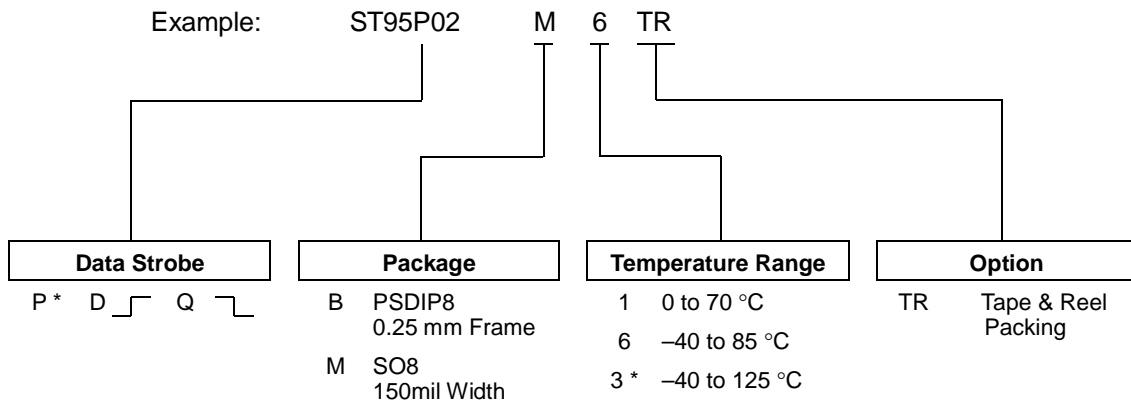 Example: ST95P02 M 6 TR
Data Strobe
P * D Q
Package
B PSDIP8
0.25 mm Frame
M SO8
150mil Width
Temperature Range
1 0 to 70 °C
6 –40 to 85 °C
3 * –40 to 125 °C
Option
TR Tape & Reel
Packing